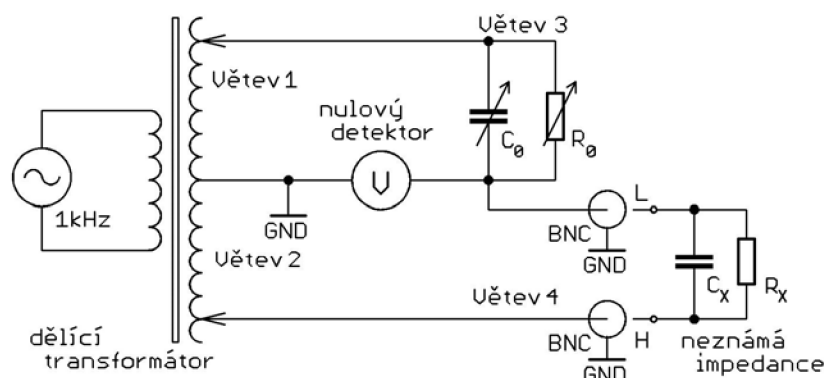 Větev 3
Větev 1
nulový
detektor
C0
R0
V
1kHz
GND
L
BNC
GND
Větev 2
CX
RX
Větev 4
BNC
H
GND
dělící
transformátor
neznámá
impedance